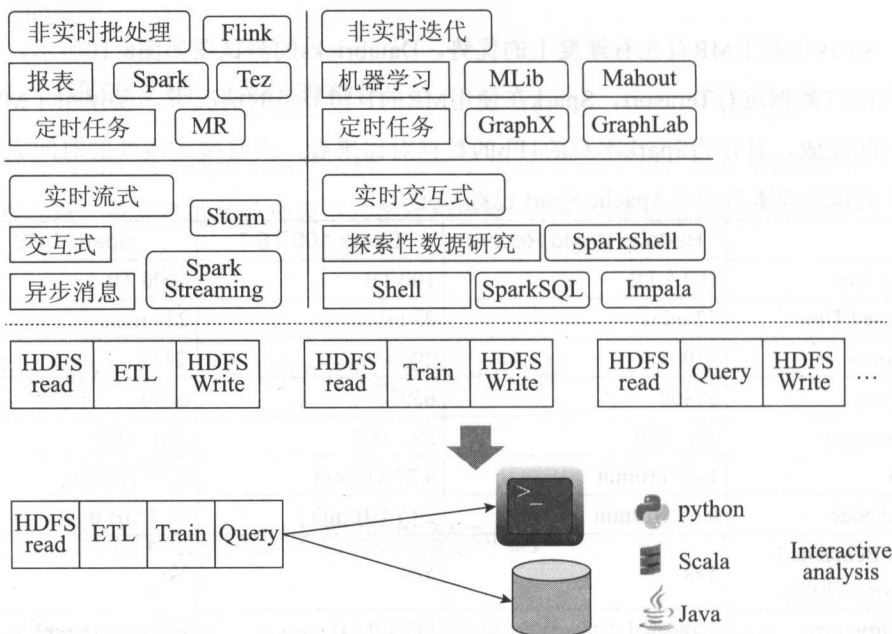 非实时批处理 Flink
报表 Spark Tez
定时任务 MR
非实时迭代
机器学习 MLib Mahout
定时任务 GraphX GraphLab
实时流式
Storm
交互式
Spark
Streaming
异步消息
实时交互式
探索性数据研究 SparkShell
Shell SparkSQL Impala
HDFS
read
ETL
HDFS
Write
HDFS
read
Train
HDFS
Write
HDFS
read
Query
HDFS
Write
…
HDFS
read
ETL
Train
Query
>_
python
Scala
Java
Interactive
analysis